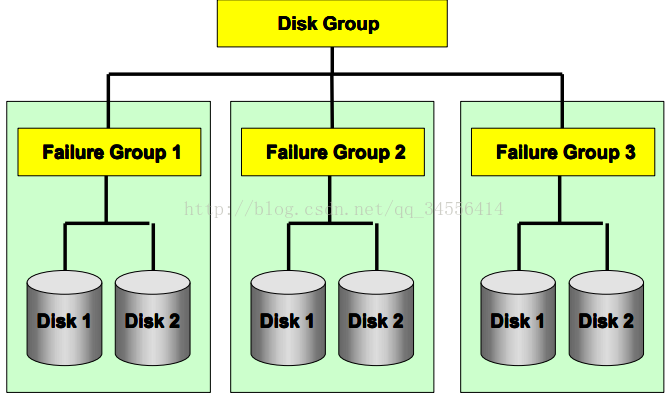 Disk Group
Failure Group 1
Failure Group 2
Failure Group 3
http://blog.csdn.net/qq_34556414
Disk 1
Disk 2
Disk 1
Disk 2
Disk 1
Disk 2